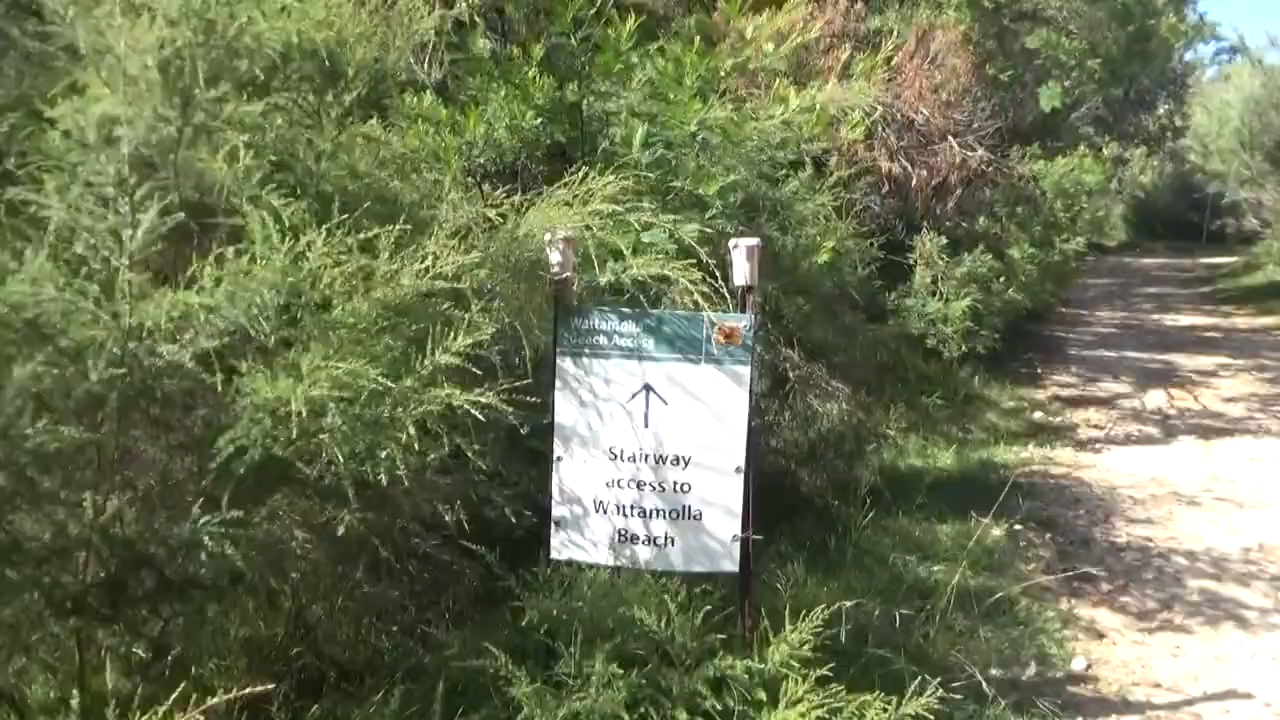 Wattamolla
Beach Access
Stairway
access to
Wattamolla
Beach